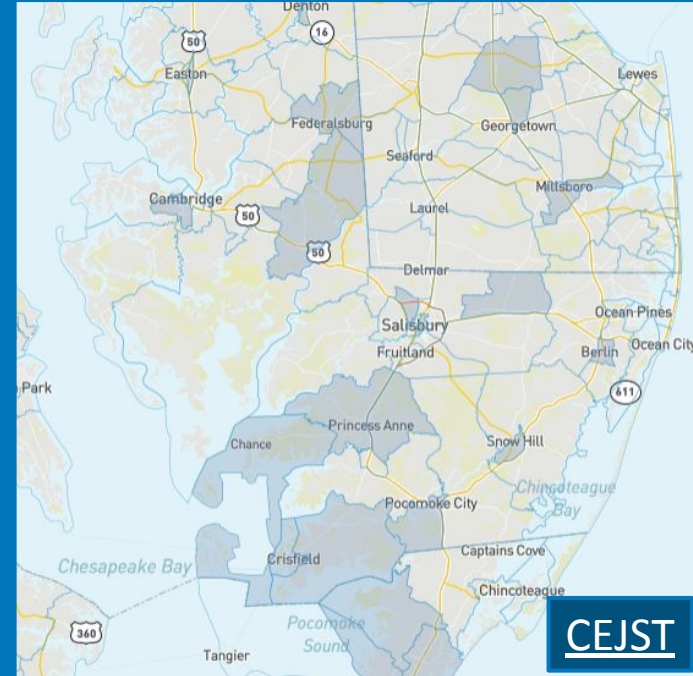 Denton
50
16
Easton
Lewes
Federalsburg
Georgetown
Seaford
Millsboro
Cambridge
50
Laurel
50
Delmar
Ocean Pines
Salisbury
Fruitland
Berlin
Ocean City
Park
611
Princess Anne
Chance
Snow Hill
Chincoteague
Bay
Pocomoke City
Captains Cove
Crisfield
Chesapeake Bay
Chincoteague
Pocomoke
Sound
360
Tangier
CEJST